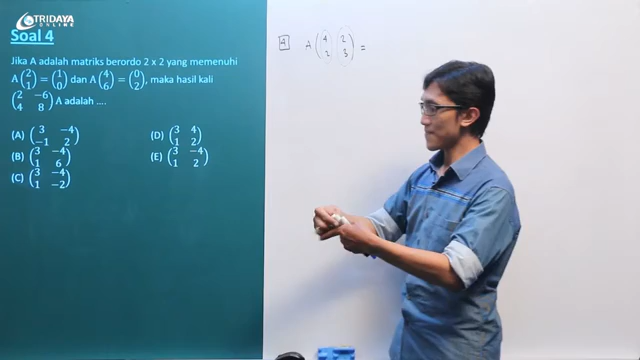 TRIDAYA
ONLINE
Soal 4
Jika A adalah matriks berordo 2 x 2 yang memenuhi
A (2 1) = (1 0) dan A (4 6) = (0 2), maka hasil kali
(2 -6
4 8) A adalah ....
(A) (3 -4
-1 2)
(B) (3 -4
1 6)
(C) (3 -4
1 -2)
(D) (3 4
1 2)
(E) (3 -4
1 2)
4 A (4 2
2 3) =